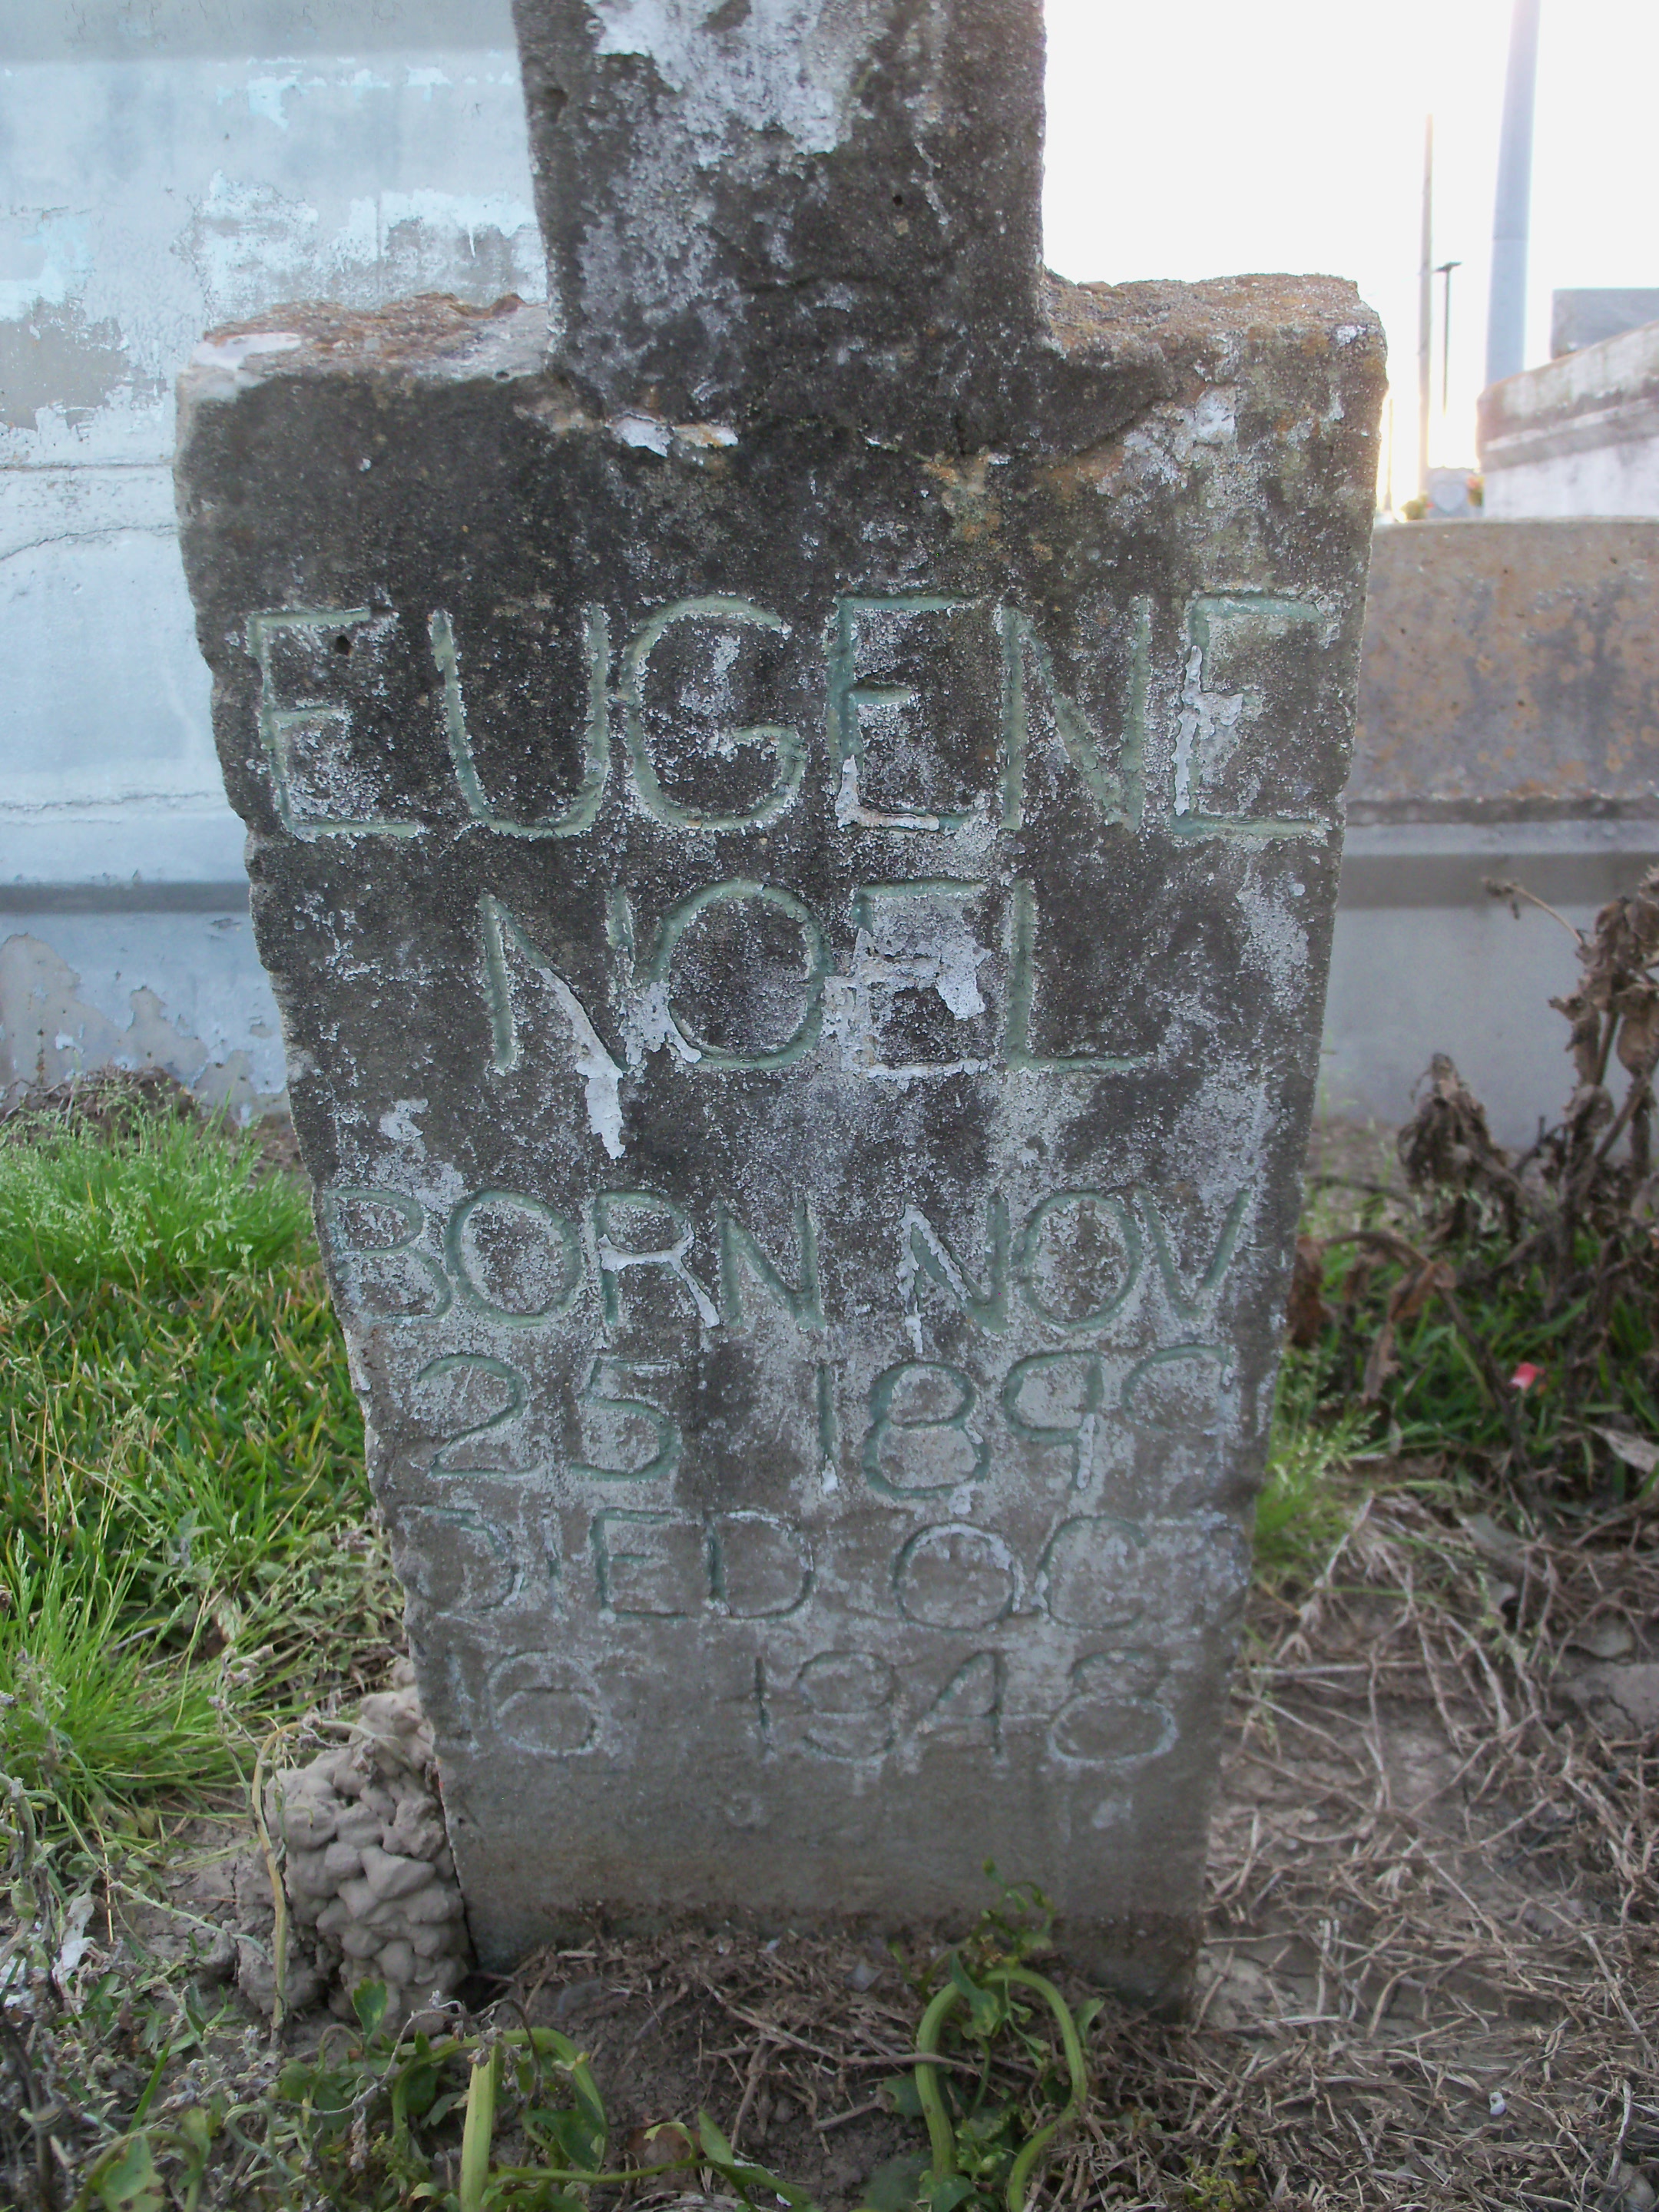 EUGENE
NOEL
BORN NOV
25 1899
DIED OCT
16 1948